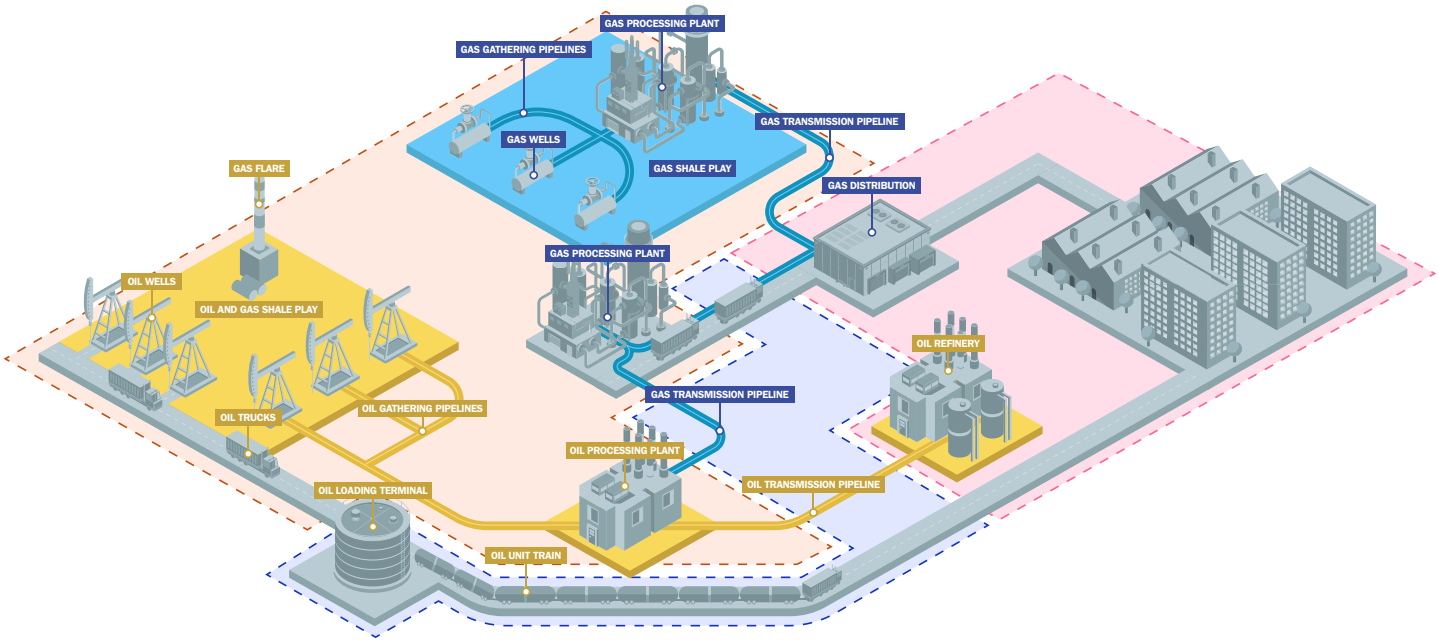 GAS PROCESSING PLANT
GAS GATHERING PIPELINES
GAS TRANSMISSION PIPELINE
GAS WELLS
GAS SHALE PLAY
GAS FLARE
GAS DISTRIBUTION
GAS PROCESSING PLANT
OIL WELLS
OIL AND GAS SHALE PLAY
OIL REFINERY
GAS TRANSMISSION PIPELINE
OIL GATHERING PIPELINES
OIL TRUCKS
OIL PROCESSING PLANT
OIL TRANSMISSION PIPELINE
OIL LOADING TERMINAL
OIL UNIT TRAIN